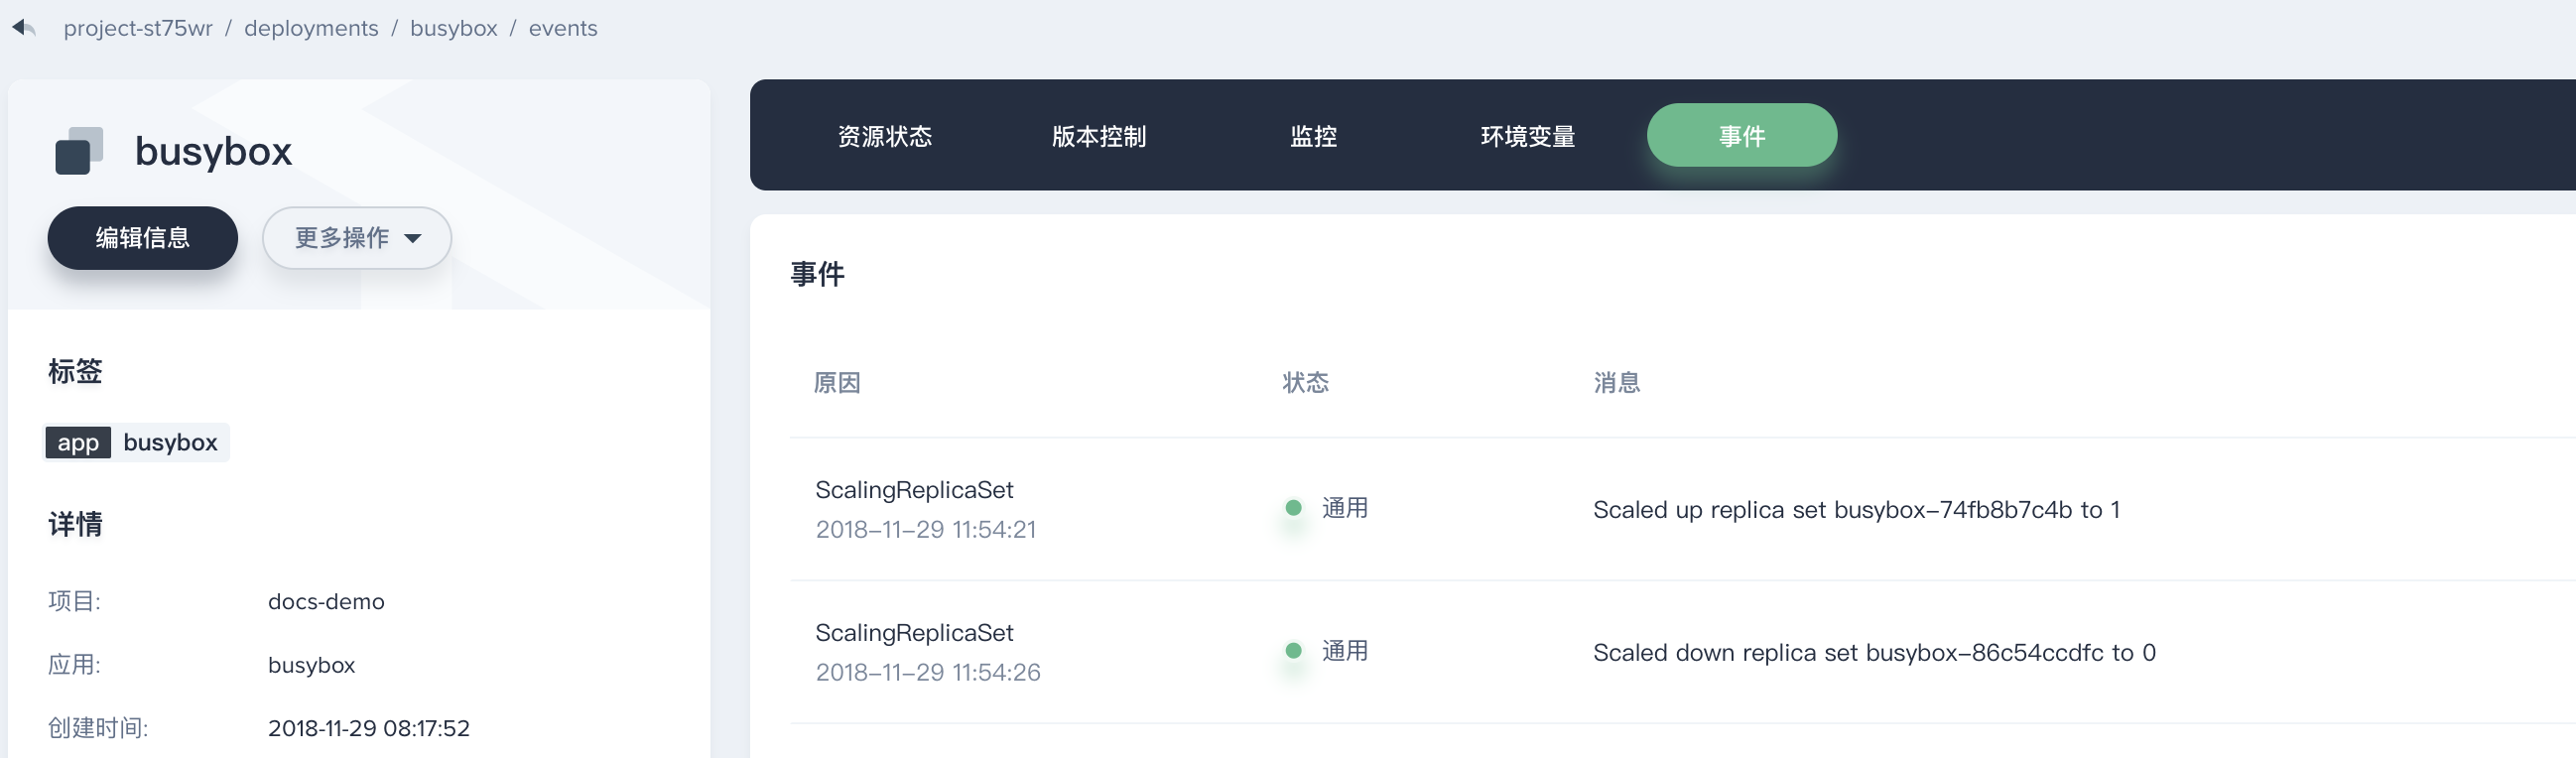 project-st75wr / deployments / busybox / events
busybox
编辑信息 更多操作
标签
app busybox
详情
项目: docs-demo
应用: busybox
创建时间: 2018-11-29 08:17:52
资源状态 版本控制 监控 环境变量 事件
事件
原因 状态 消息
ScalingReplicaSet
2018-11-29 11:54:21
通用
Scaled up replica set busybox-74fb8b7c4b to 1
ScalingReplicaSet
2018-11-29 11:54:26
通用
Scaled down replica set busybox-86c54ccdfc to 0